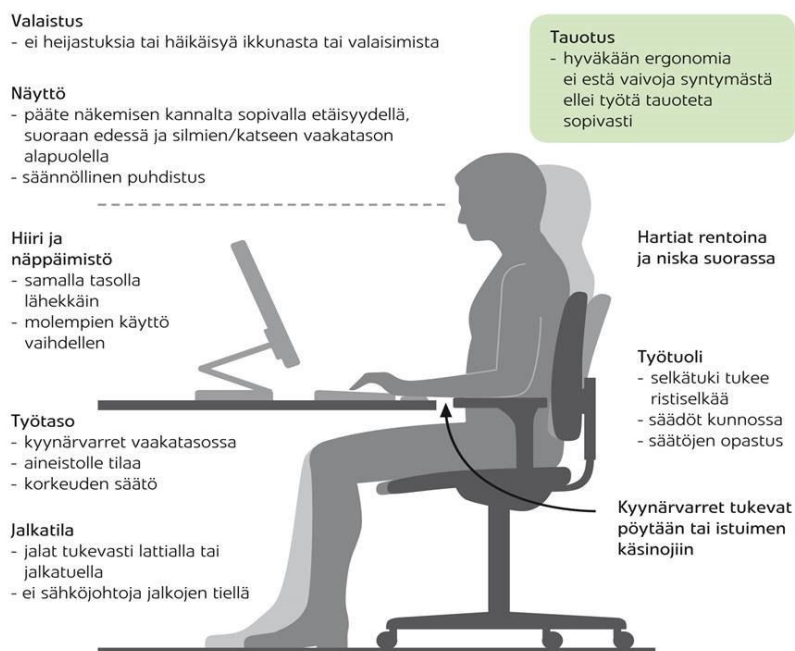 Valaistus
- ei heijastuksia tai häikäisyä ikkunasta tai valaisimista
Näyttö
- pääte näkemisen kannalta sopivalla etäisyydellä,
suoraan edessä ja silmien/katseen vaakatason
alapuolella
- säännöllinen puhdistus
Hiiri ja
näppäimistö
- samalla tasolla
lähekkäin
- molempien käyttö
vaihdellen
Työtaso
- kyynärvarret vaakatasossa
- aineistolle tilaa
- korkeuden säätö
Jalkatila
- jalat tukevasti lattialla tai
jalkatuella
- ei sähköjohtoja jalkojen tiellä
Tauotus
- hyväkään ergonomia
ei estä vaivoja syntymästä
ellei työtä tauoteta
sopivasti
Hartiat rentoina
ja niska suorassa
Työtuoli
- selkätuki tukee
ristiselkää
- säädöt kunnossa
- säätöjen opastus
Kyynärvarret tukevat
pöytään tai istuimen
käsinojiin